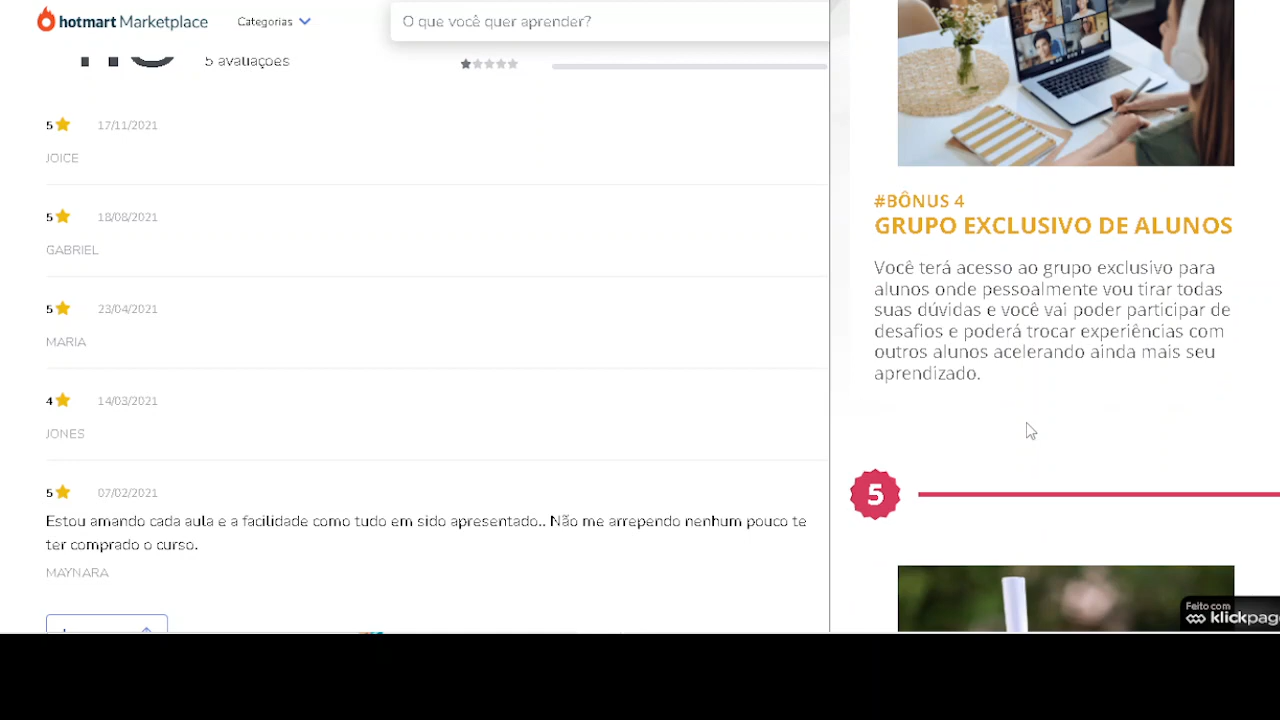 hotmart Marketplace
Categorias
O que você quer aprender?
5 avaliações
5
17/11/2021
JOICE
5
18/08/2021
GABRIEL
5
23/04/2021
MARIA
4
14/03/2021
JONES
5
07/02/2021
Estou amando cada aula e a facilidade como tudo em sido apresentado.. Não me arrependo nenhum pouco te
ter comprado o curso.
MAYNARA
#BÔNUS 4
GRUPO EXCLUSIVO DE ALUNOS
Você terá acesso ao grupo exclusivo para
alunos onde pessoalmente vou tirar todas
suas dúvidas e você vai poder participar de
desafios e poderá trocar experiências com
outros alunos acelerando ainda mais seu
aprendizado.
5
Feito com
klickpage